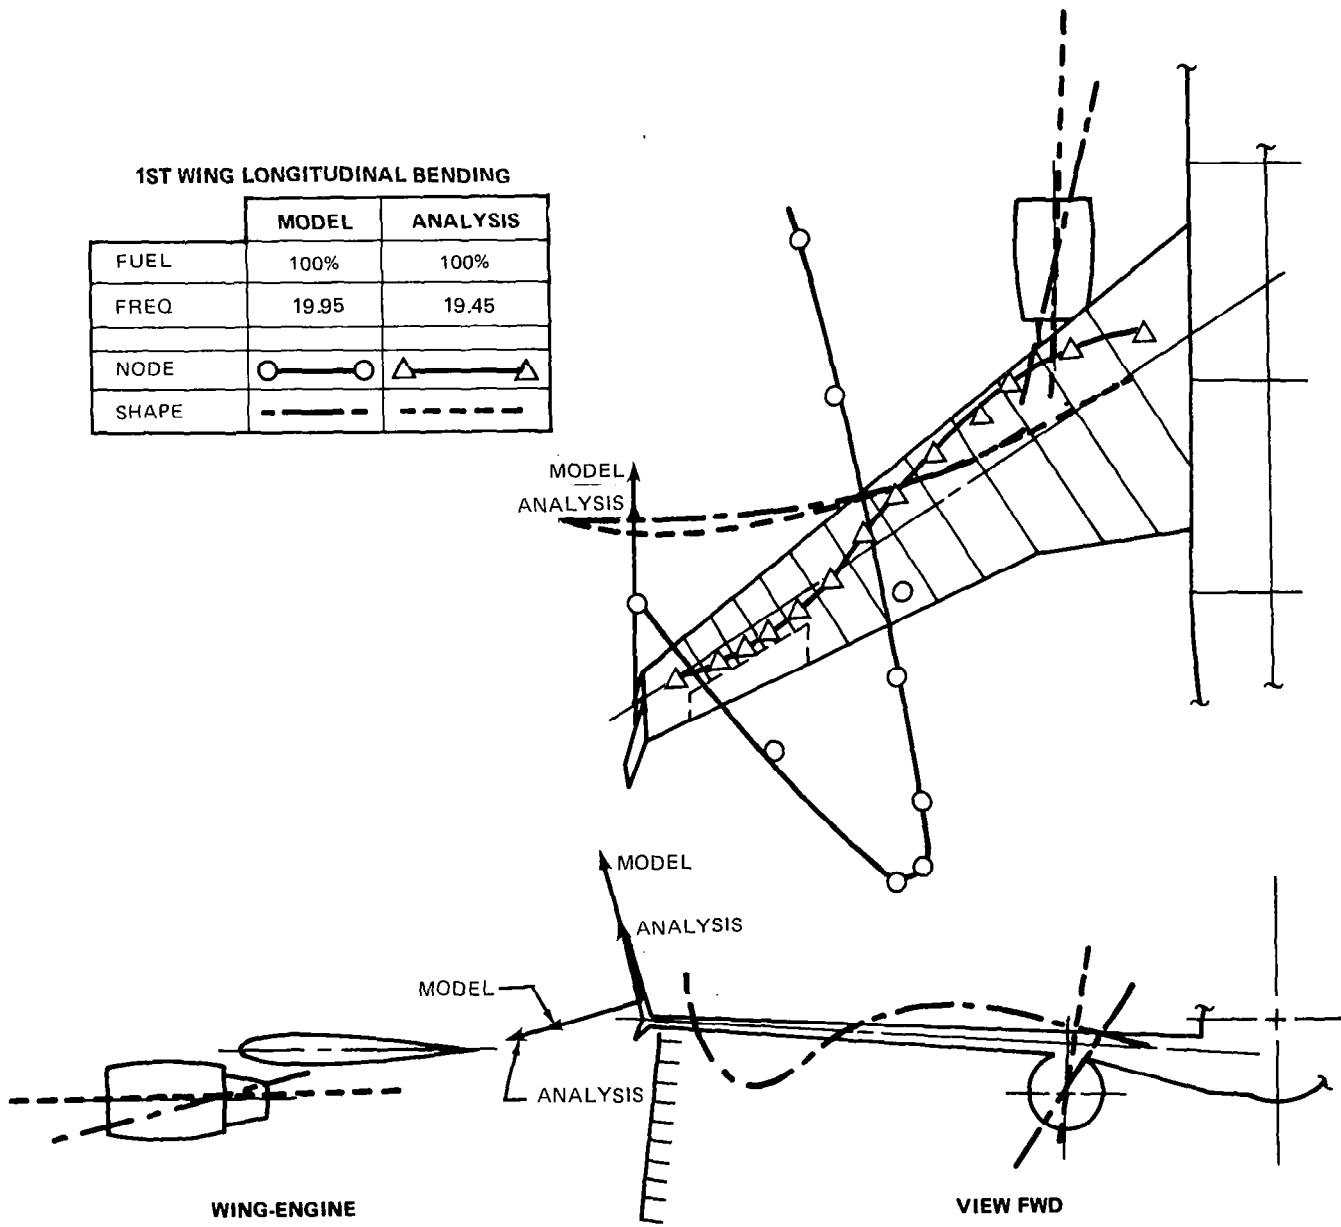 1ST WING LONGITUDINAL BENDING
MODEL ANALYSIS
FUEL 100% 100%
FREQ 19.95 19.45
NODE
SHAPE
MODEL
ANALYSIS
MODEL
ANALYSIS
MODEL
ANALYSIS
WING-ENGINE
VIEW FWD